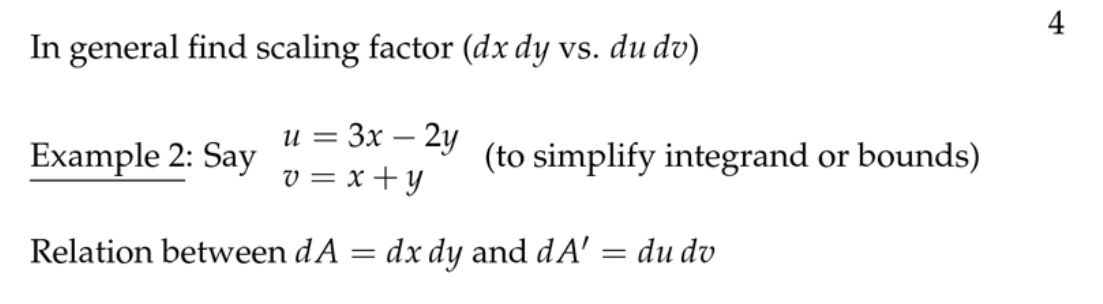 4
In general find scaling factor (dx dy vs. du dv)
Example 2: Say u = 3x − 2y (to simplify integrand or bounds)
v = x + y
Relation between dA = dx dy and dA′ = du dv